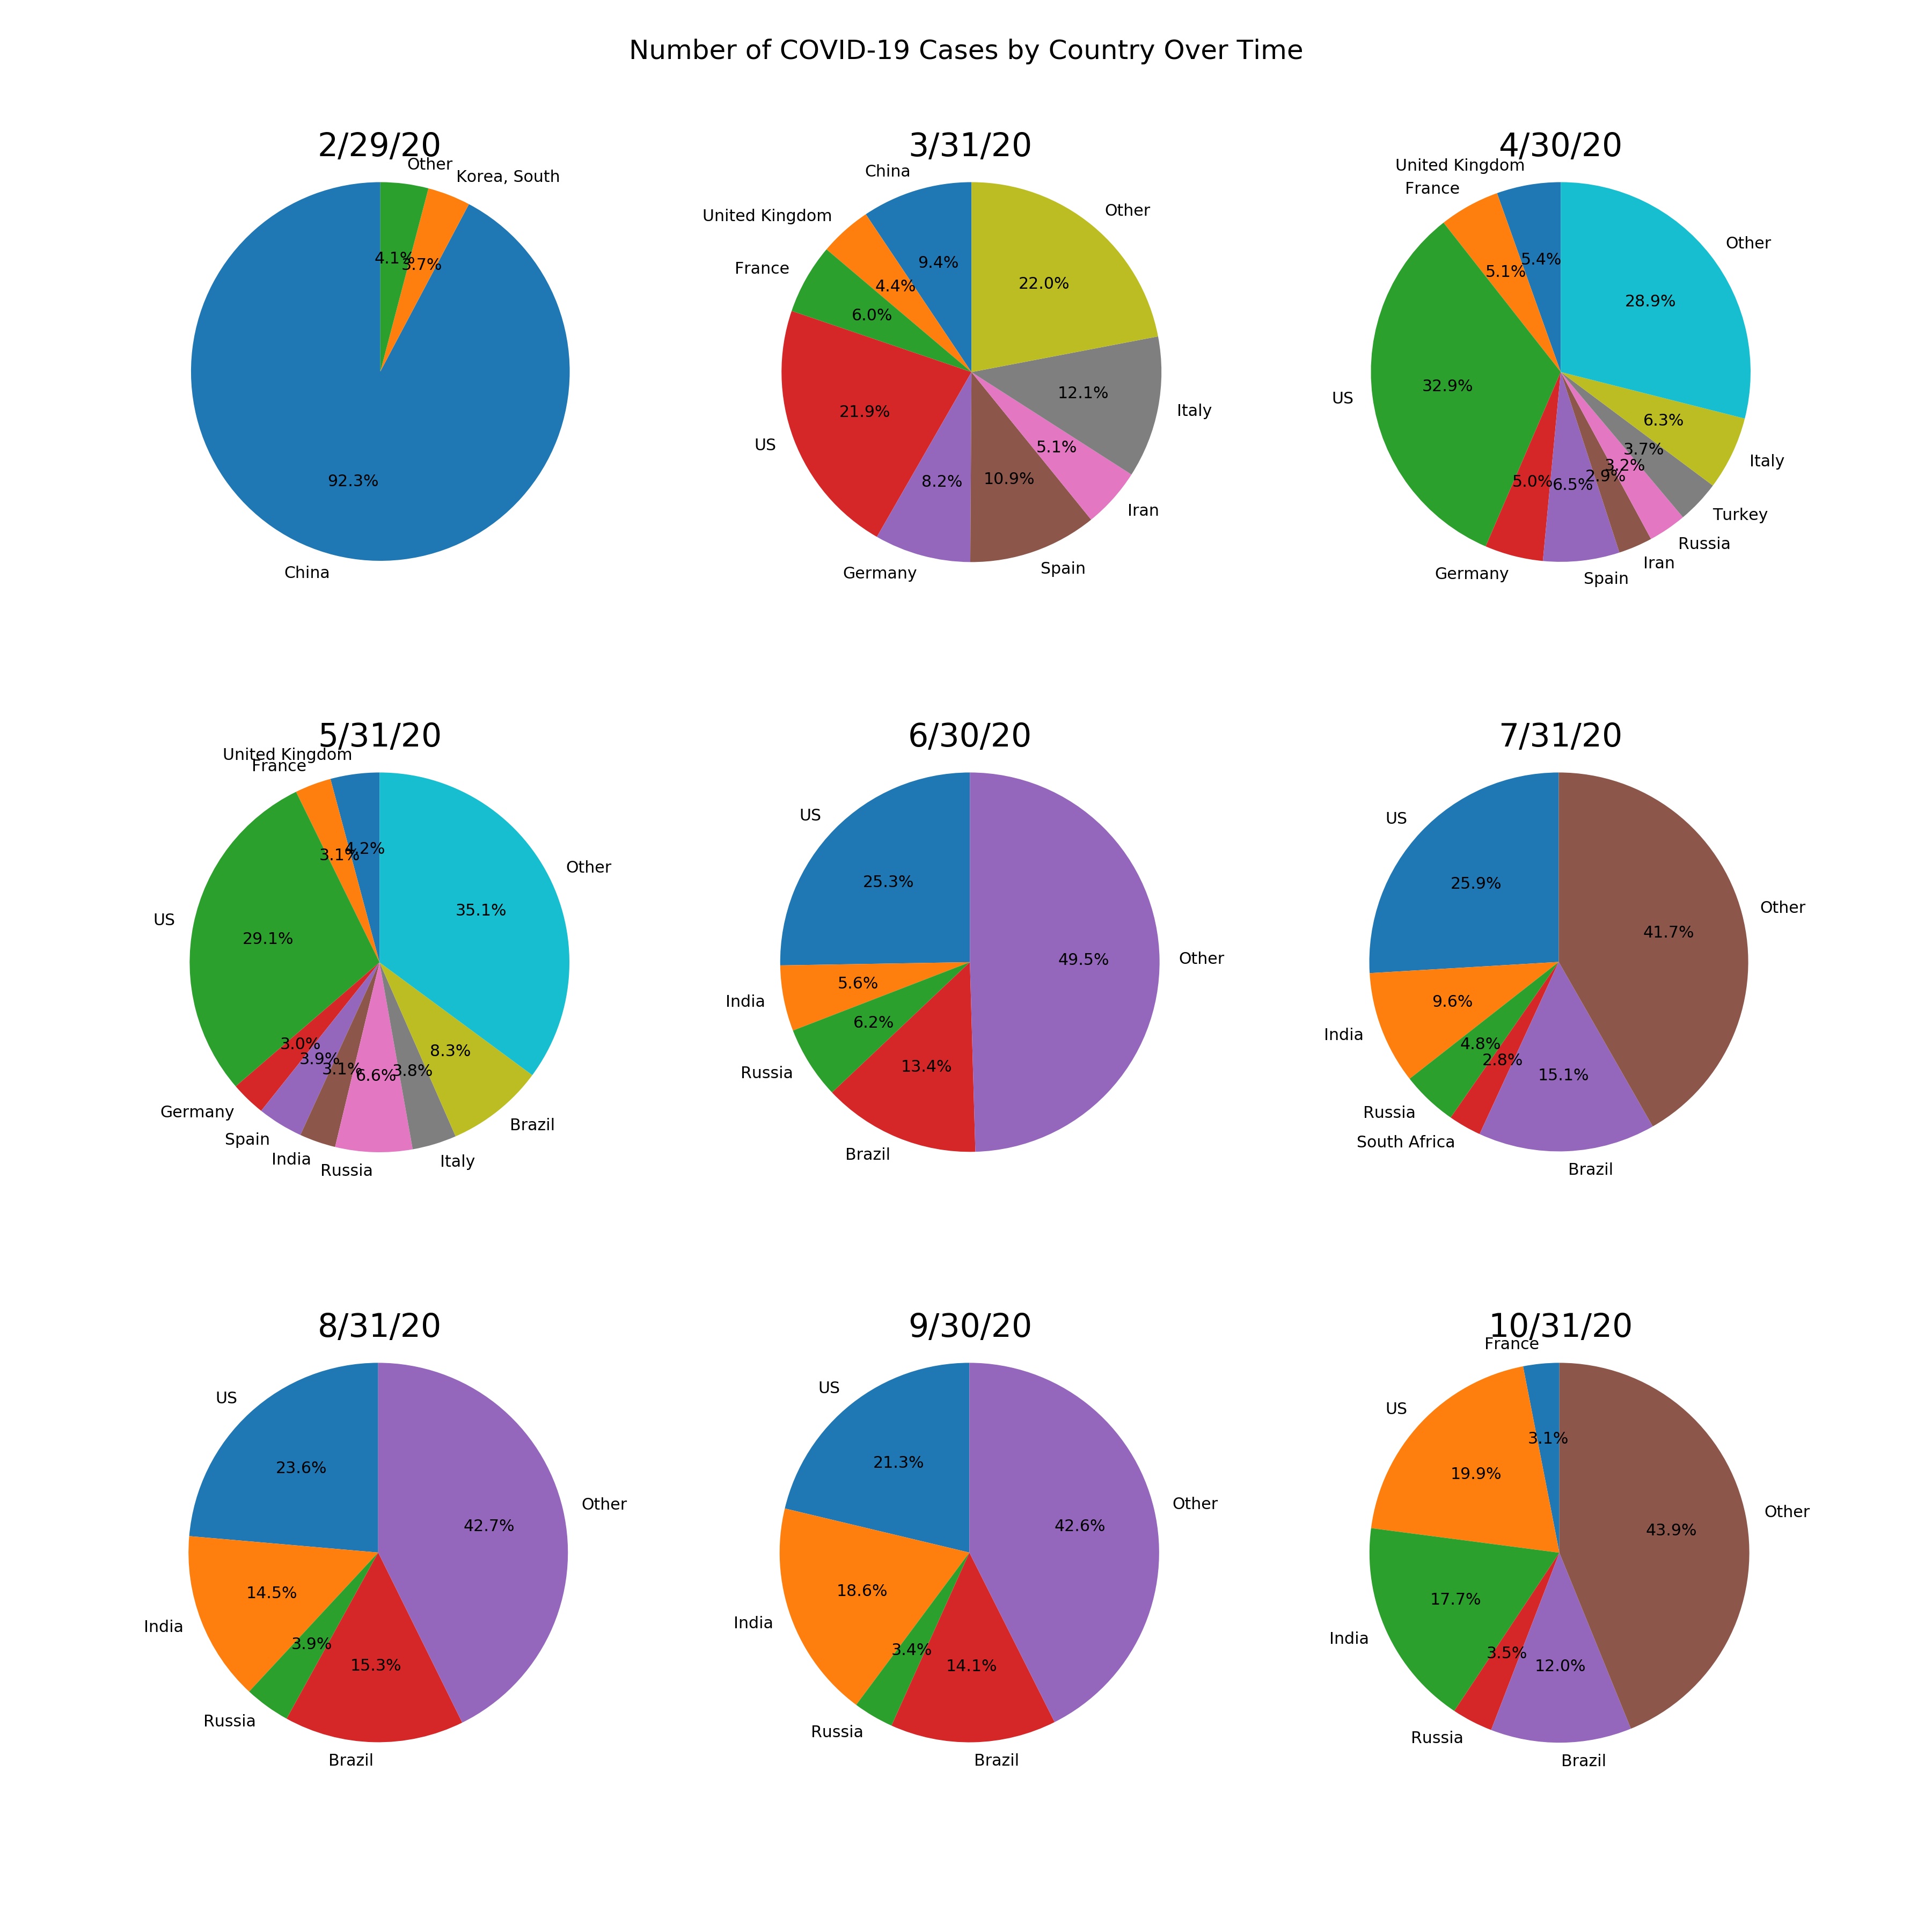 Number of COVID-19 Cases by Country Over Time
2/29/20
Other
Korea, South
4.1%
3.7%
92.3%
China
3/31/20
China
United Kingdom
Other
France
9.4%
4.4%
22.0%
6.0%
12.1%
21.9%
Italy
US
5.1%
8.2%
10.9%
Iran
Germany
Spain
4/30/20
United Kingdom
France
Other
5.4%
5.1%
28.9%
32.9%
US
6.3%
3.7%
Italy
3.2%
2.9%
5.0%
6.5%
Turkey
Russia
Iran
Germany
Spain
5/31/20
United Kingdom
France
4.2%
3.1%
Other
35.1%
US
29.1%
3.0%
3.9%
3.1%
6.6%
3.8%
8.3%
Germany
Spain
India
Russia
Italy
Brazil
6/30/20
US
25.3%
49.5%
Other
5.6%
India
6.2%
Russia
13.4%
Brazil
7/31/20
US
25.9%
Other
41.7%
9.6%
India
4.8%
2.8%
15.1%
Russia
South Africa
Brazil
8/31/20
US
23.6%
Other
42.7%
14.5%
India
3.9%
15.3%
Russia
Brazil
9/30/20
US
21.3%
Other
42.6%
18.6%
India
3.4%
14.1%
Russia
Brazil
10/31/20
France
US
3.1%
19.9%
Other
43.9%
17.7%
India
3.5%
12.0%
Russia
Brazil